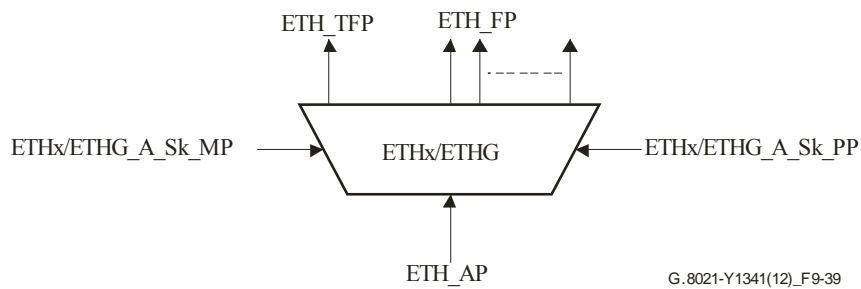 ETH_TFP
ETH_FP
ETHx/ETHG_A_Sk_MP
ETHx/ETHG
ETHx/ETHG_A_Sk_PP
ETH_AP
G.8021-Y1341(12)_F9-39